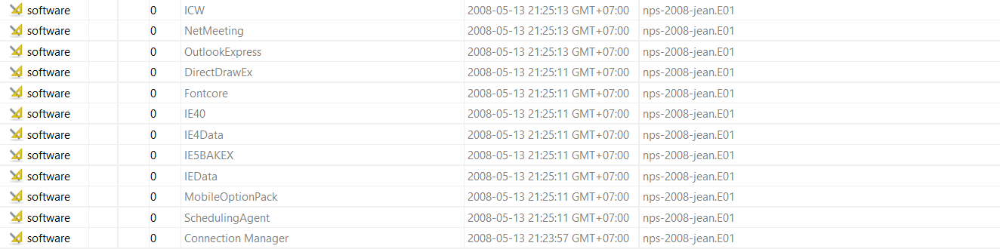 software 0 ICW 2008-05-13 21:25:13 GMT+07:00 nps-2008-jean.E01
software 0 NetMeeting 2008-05-13 21:25:13 GMT+07:00 nps-2008-jean.E01
software 0 OutlookExpress 2008-05-13 21:25:13 GMT+07:00 nps-2008-jean.E01
software 0 DirectDrawEx 2008-05-13 21:25:11 GMT+07:00 nps-2008-jean.E01
software 0 Fontcore 2008-05-13 21:25:11 GMT+07:00 nps-2008-jean.E01
software 0 IE40 2008-05-13 21:25:11 GMT+07:00 nps-2008-jean.E01
software 0 IE4Data 2008-05-13 21:25:11 GMT+07:00 nps-2008-jean.E01
software 0 IE5BAKEX 2008-05-13 21:25:11 GMT+07:00 nps-2008-jean.E01
software 0 IEData 2008-05-13 21:25:11 GMT+07:00 nps-2008-jean.E01
software 0 MobileOptionPack 2008-05-13 21:25:11 GMT+07:00 nps-2008-jean.E01
software 0 SchedulingAgent 2008-05-13 21:25:11 GMT+07:00 nps-2008-jean.E01
software 0 Connection Manager 2008-05-13 21:23:57 GMT+07:00 nps-2008-jean.E01